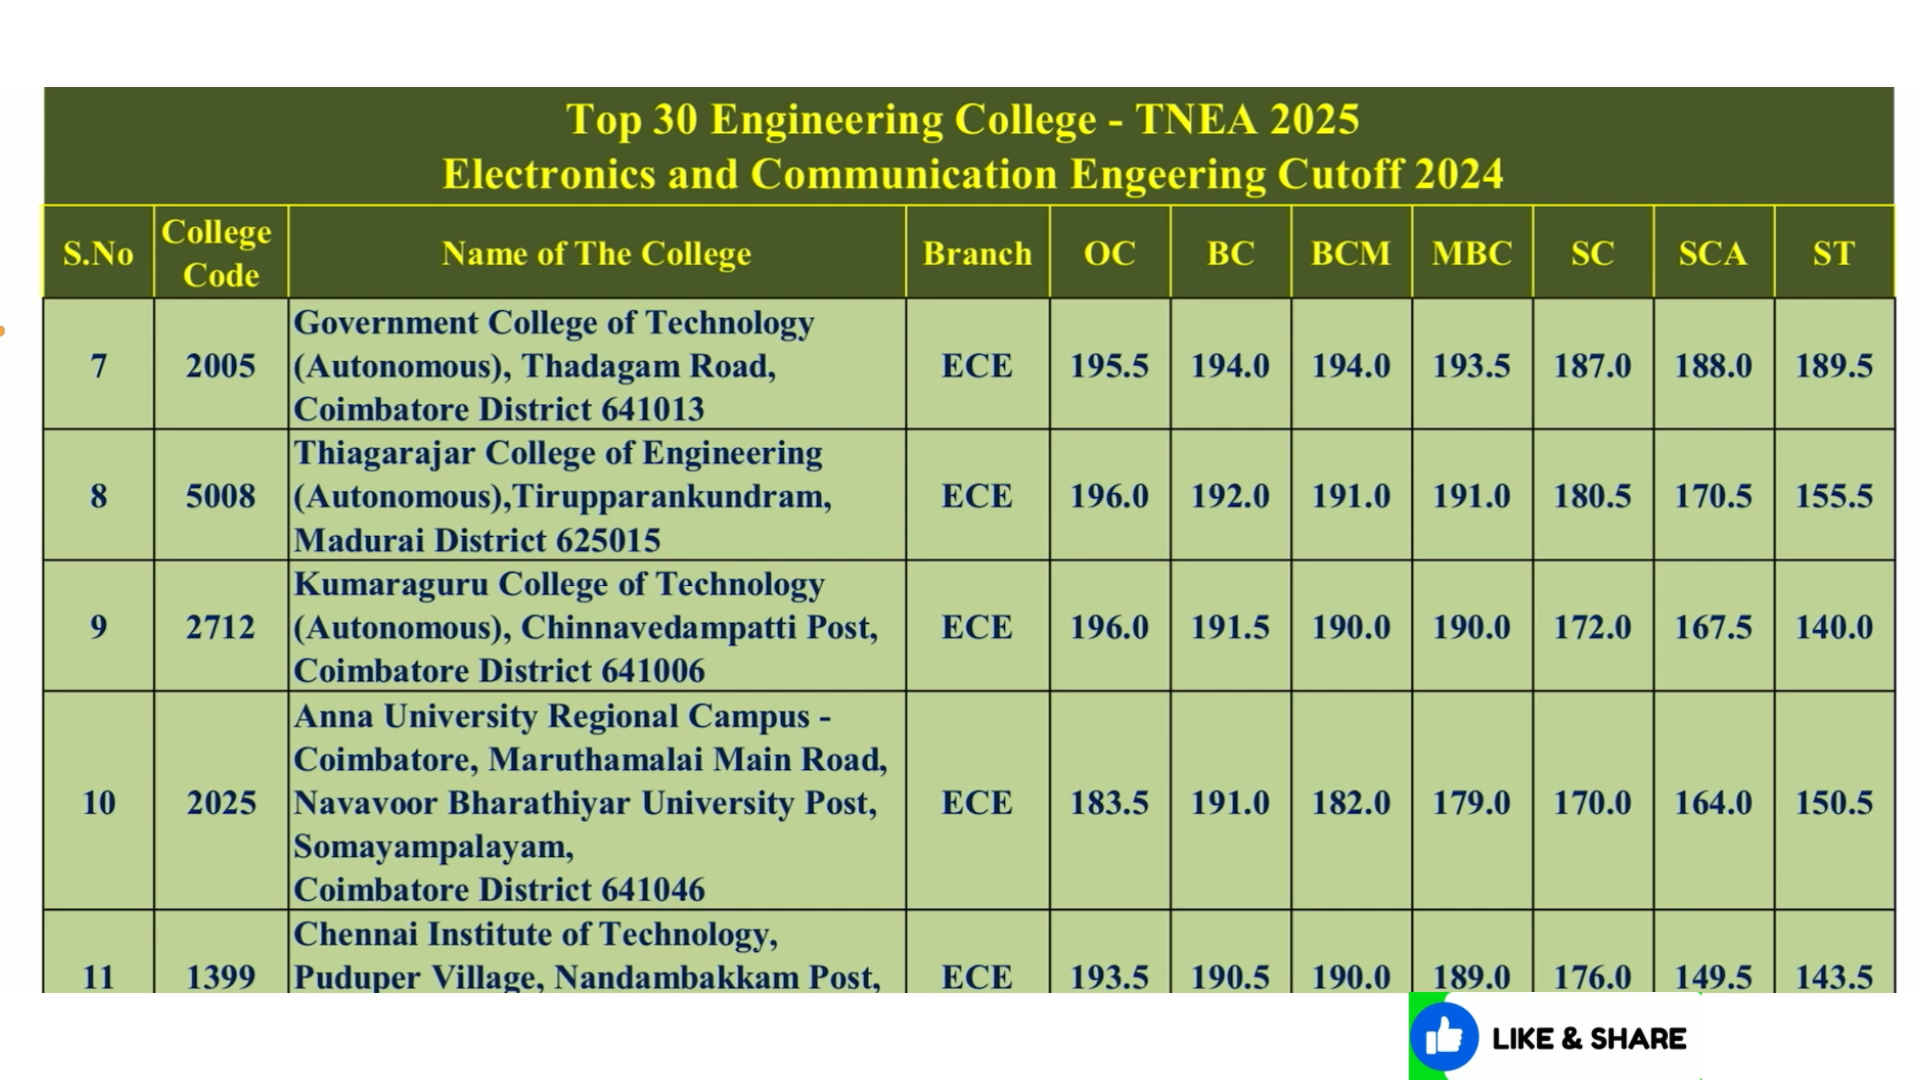 Top 30 Engineering College - TNEA 2025
Electronics and Communication Engeering Cutoff 2024
S.No College Code Name of The College Branch OC BC BCM MBC SC SCA ST
7 2005 Government College of Technology
(Autonomous), Thadagam Road,
Coimbatore District 641013 ECE 195.5 194.0 194.0 193.5 187.0 188.0 189.5
8 5008 Thiagarajar College of Engineering
(Autonomous),Tirupparankundram,
Madurai District 625015 ECE 196.0 192.0 191.0 191.0 180.5 170.5 155.5
9 2712 Kumaraguru College of Technology
(Autonomous), Chinnavedampatti Post,
Coimbatore District 641006 ECE 196.0 191.5 190.0 190.0 172.0 167.5 140.0
10 2025 Anna University Regional Campus -
Coimbatore, Maruthamalai Main Road,
Navavoor Bharathiyar University Post,
Somayampalayam,
Coimbatore District 641046 ECE 183.5 191.0 182.0 179.0 170.0 164.0 150.5
11 1399 Chennai Institute of Technology,
Puduper Village, Nandambakkam Post, ECE 193.5 190.5 190.0 189.0 176.0 149.5 143.5
LIKE & SHARE